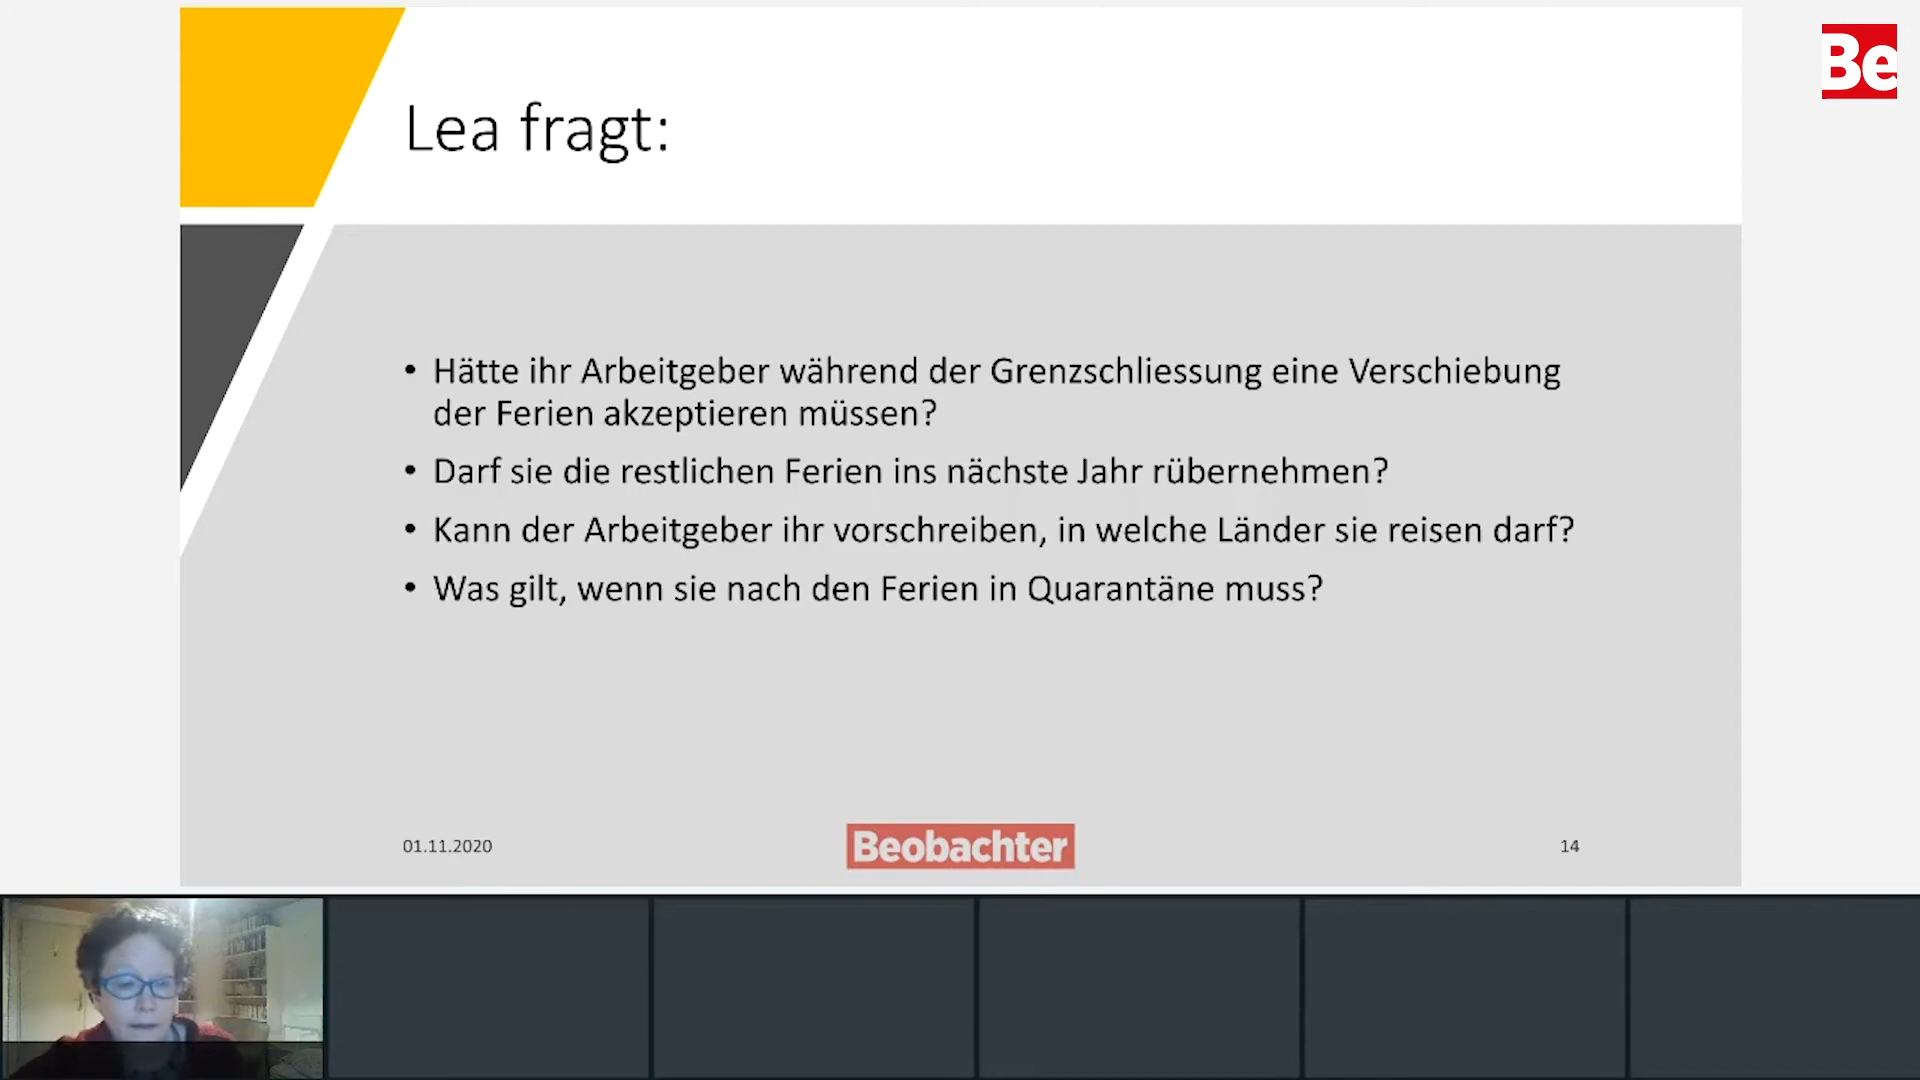 Be
Lea fragt:
• Hätte ihr Arbeitgeber während der Grenzschliessung eine Verschiebung
der Ferien akzeptieren müssen?
• Darf sie die restlichen Ferien ins nächste Jahr rübernehmen?
• Kann der Arbeitgeber ihr vorschreiben, in welche Länder sie reisen darf?
• Was gilt, wenn sie nach den Ferien in Quarantäne muss?
01.11.2020
Beobachter
14